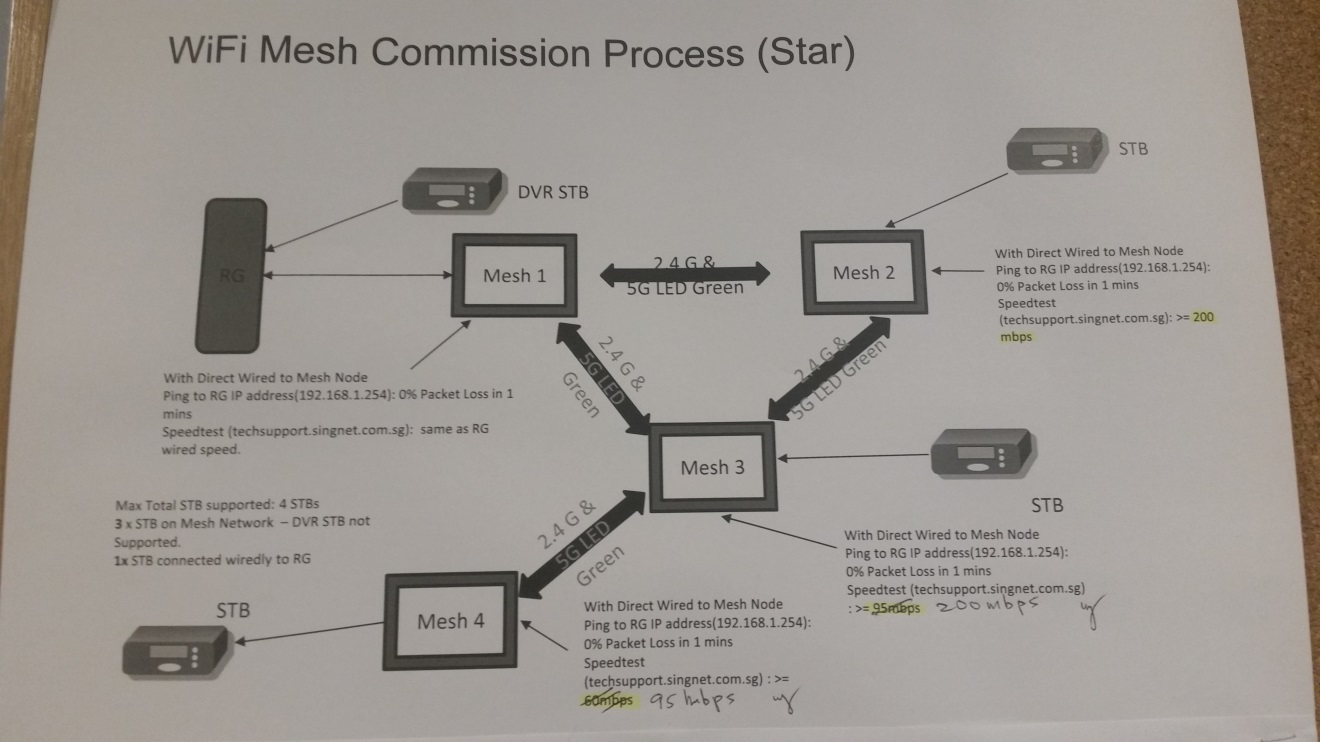 WiFi Mesh Commission Process (Star)
STB
DVR STB
RG
Mesh 1
2.4 G &
5G LED Green
Mesh 2
With Direct Wired to Mesh Node
Ping to RG IP address(192.168.1.254):
0% Packet Loss in 1 mins
Speedtest
(techsupport.singnet.com.sg): >= 200
mbps
2.4 G &
5G LED
Green
2.4 G &
5G LED Green
With Direct Wired to Mesh Node
Ping to RG IP address(192.168.1.254): 0% Packet Loss in 1
mins
Speedtest (techsupport.singnet.com.sg): same as RG
wired speed.
Mesh 3
STB
Max Total STB supported: 4 STBs
3 x STB on Mesh Network – DVR STB not
Supported.
1x STB connected wiredly to RG
2.4 G &
5G LED
Green
With Direct Wired to Mesh Node
Ping to RG IP address(192.168.1.254):
0% Packet Loss in 1 mins
Speedtest (techsupport.singnet.com.sg)
: >= 95mbps 200mbps
STB
Mesh 4
With Direct Wired to Mesh Node
Ping to RG IP address(192.168.1.254):
0% Packet Loss in 1 mins
Speedtest
(techsupport.singnet.com.sg) : >=
60mbps 95mbps